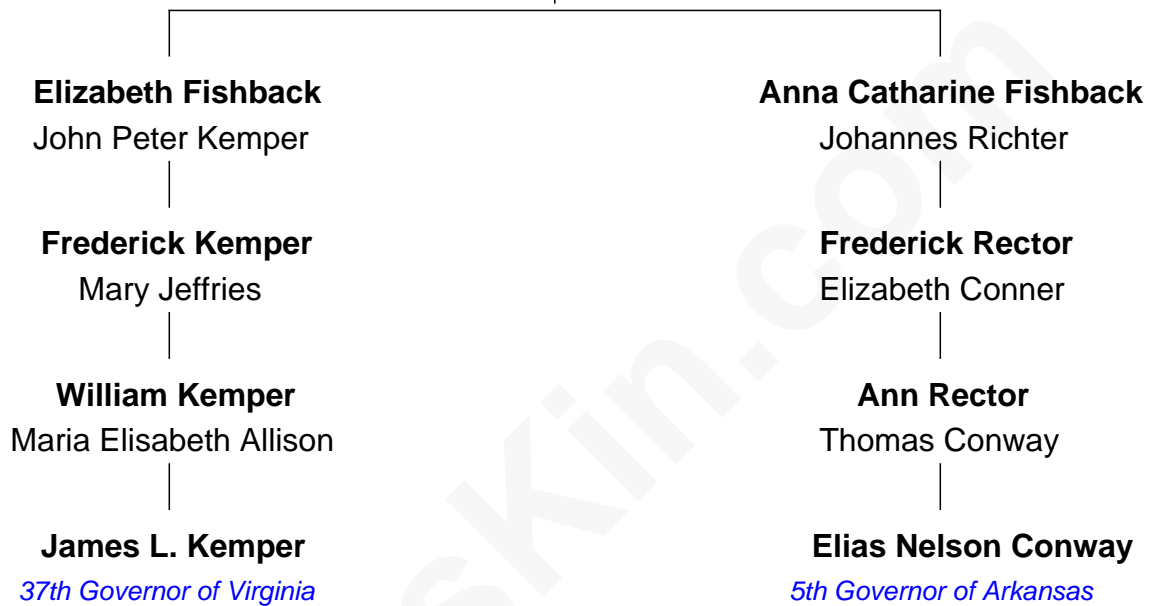 Elizabeth Fishback
John Peter Kemper
Frederick Kemper
Mary Jeffries
William Kemper
Maria Elisabeth Allison
James L. Kemper
37th Governor of Virginia
Anna Catharine Fishback
Johannes Richter
Frederick Rector
Elizabeth Conner
Ann Rector
Thomas Conway
Elias Nelson Conway
5th Governor of Arkansas
sKin.com